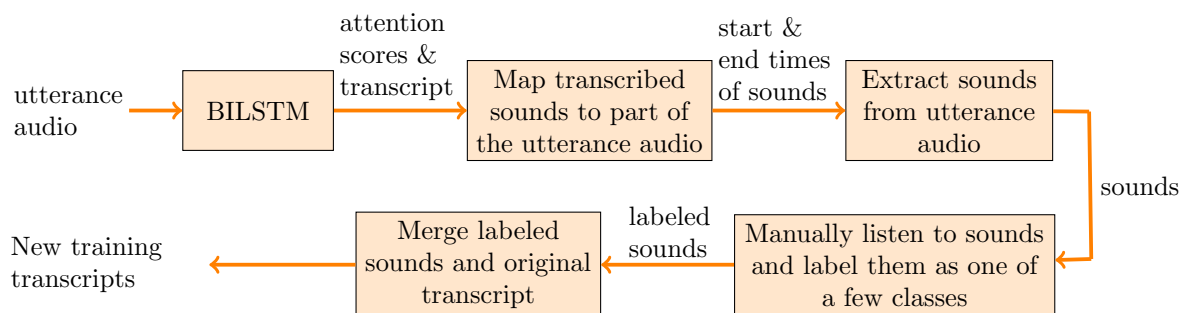 utterance
audio
BILSTM
attention
scores &
transcript
Map transcribed
sounds to part of
the utterance audio
start &
end times
of sounds
Extract sounds
from utterance
audio
sounds
Manually listen to sounds
and label them as one of
a few classes
labeled
sounds
Merge labeled
sounds and original
transcript
New training
transcripts